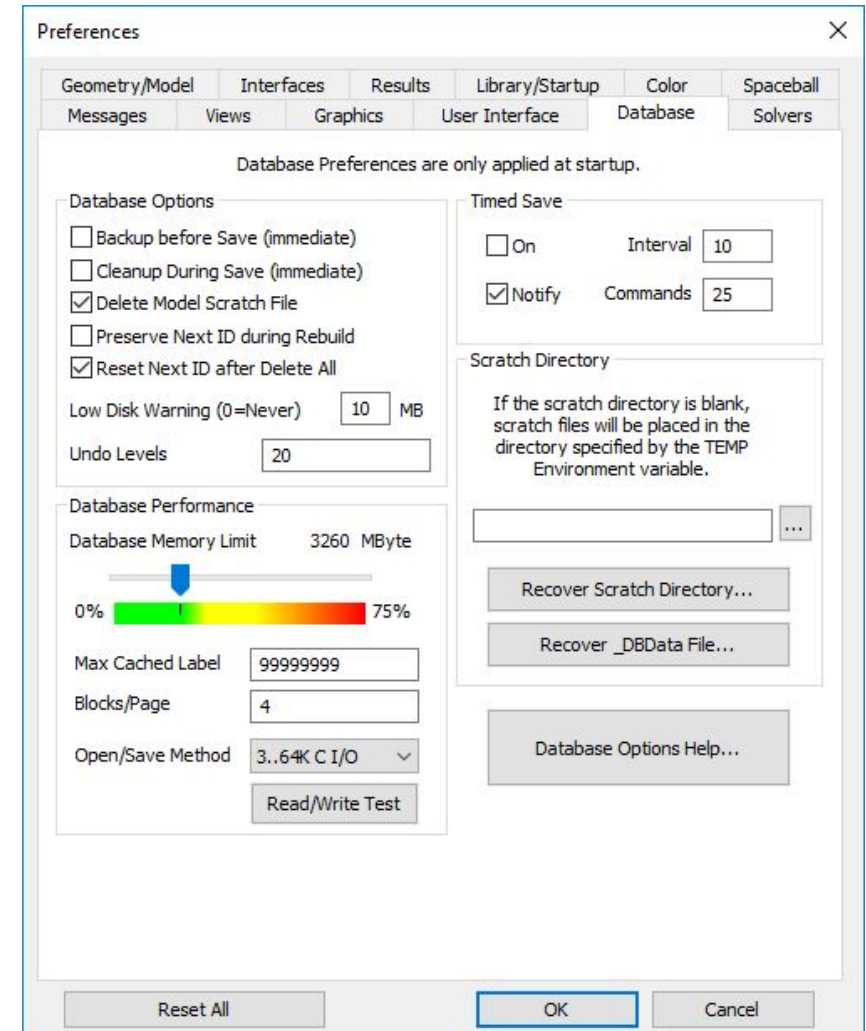 Preferences
Geometry/Model Interfaces Results Library/Startup Color Spaceball
Messages Views Graphics User Interface Database Solvers
Database Preferences are only applied at startup.
Database Options
Backup before Save (immediate)
Cleanup During Save (immediate)
Delete Model Scratch File
Preserve Next ID during Rebuild
Reset Next ID after Delete All
Low Disk Warning (0=Never) 10 MB
Undo Levels 20
Database Performance
Database Memory Limit 3260 MByte
0% 75%
Max Cached Label 99999999
Blocks/Page 4
Open/Save Method 3..64K C I/O
Read/Write Test
Timed Save
On Interval 10
Notify Commands 25
Scratch Directory
If the scratch directory is blank,
scratch files will be placed in the
directory specified by the TEMP
Environment variable.
...
Recover Scratch Directory...
Recover _DBData File...
Database Options Help...
Reset All OK Cancel